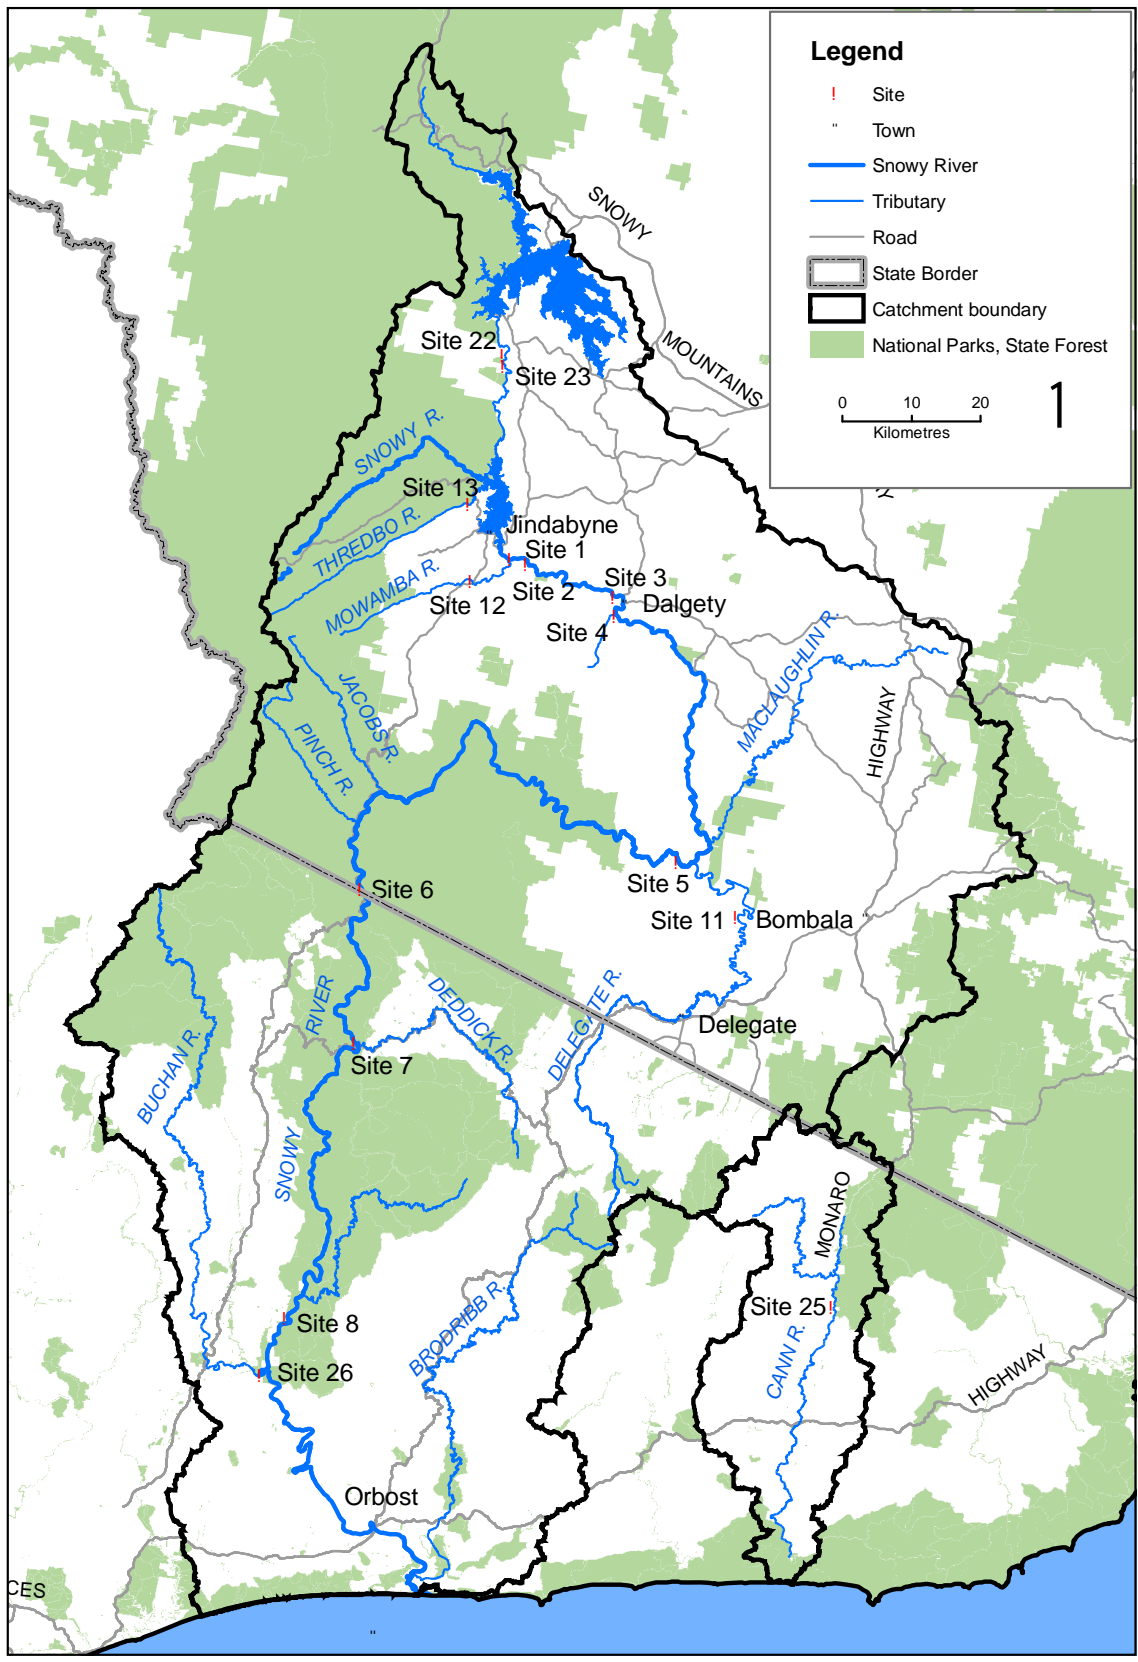 Legend
! Site
" Town
Snowy River
Tributary
Road
State Border
Catchment boundary
National Parks, State Forest
0 10 20
Kilometres
1
SNOWY
MOUNTAINS
Y
Site 22
Site 23
SNOWY R.
Site 13
THREDBO R.
Jindabyne
Site 1
MOWAMBA R.
Site 2
Site 3
Site 12
Dalgety
Site 4
MACLAUGHLIN R.
JACOBS R.
PINCH R.
HIGHWAY
Site 5
Site 6
Site 11
Bombala "
RIVER
DEDDICK R.
DELEGATE R.
Delegate
BUCHAN R.
Site 7
SNOWY
MONARO
Site 25
BRODRIBB R.
Site 8
CANN R.
Site 26
HIGHWAY
Orbost
CES
"